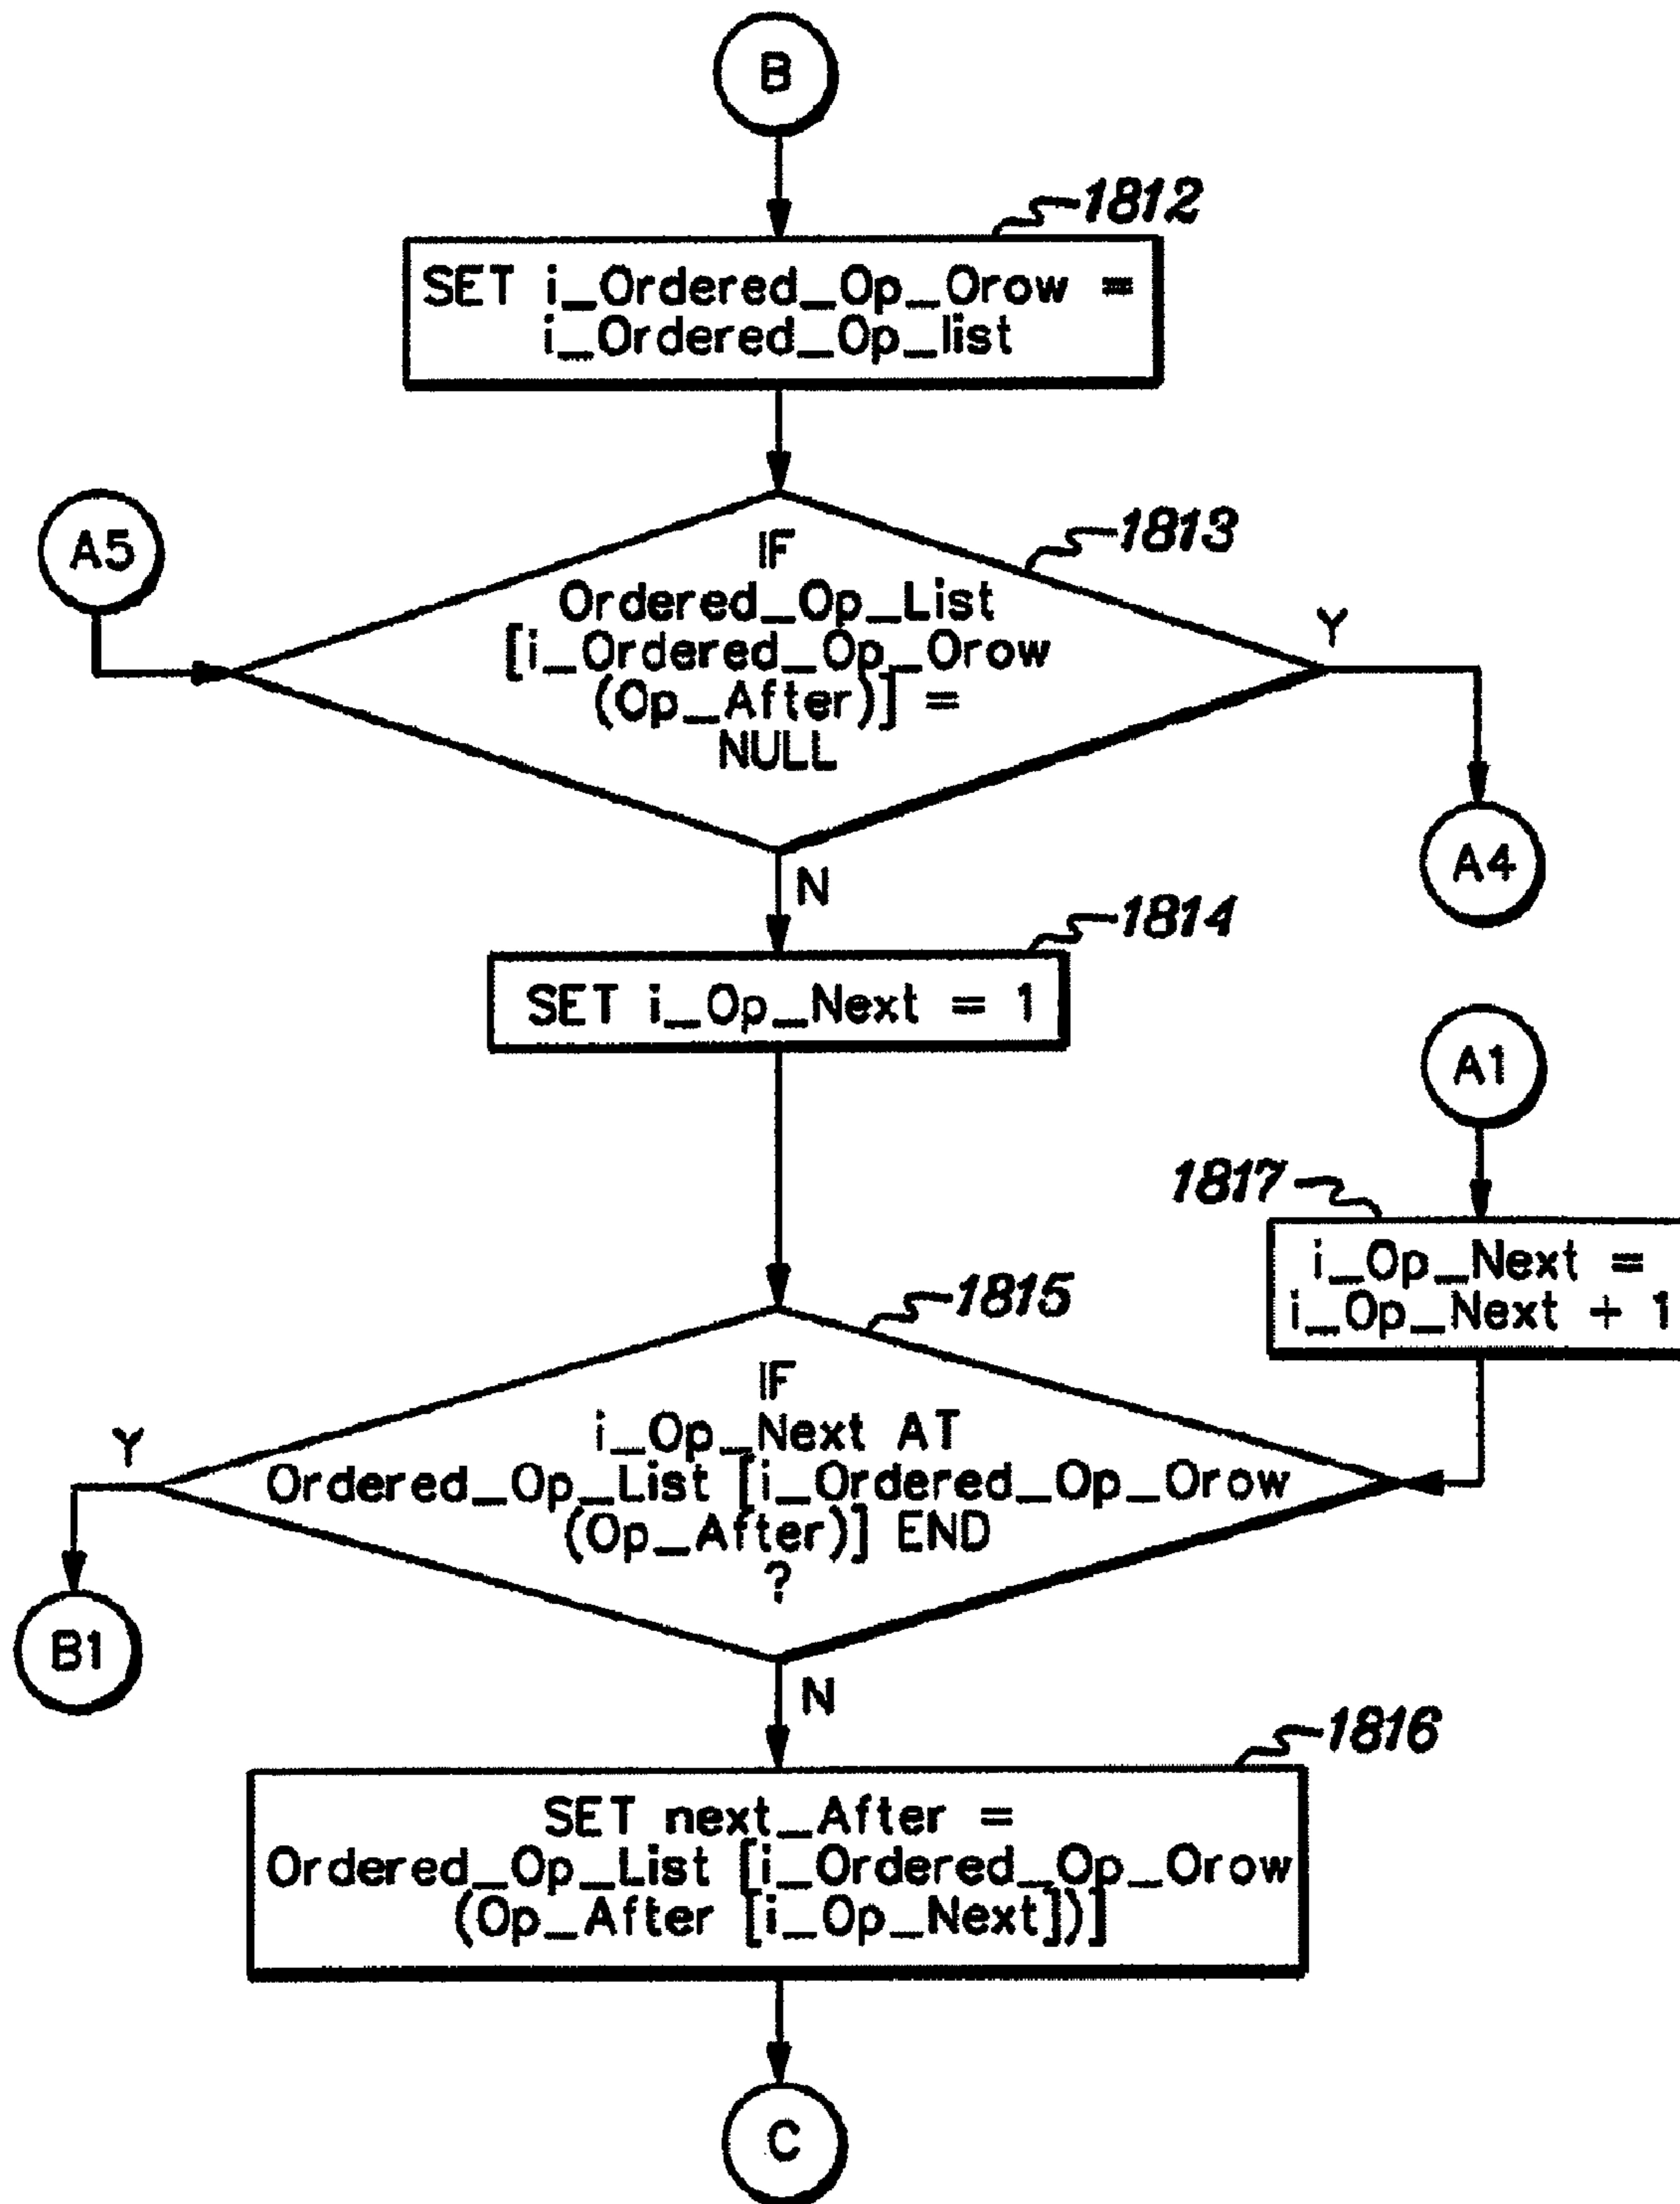 B
1812
SET i_Ordered_Op_Orow =
i_Ordered_Op_list
A5
1813
IF
Ordered_Op_List
[i_Ordered_Op_Orow
(Op_After)] =
NULL
Y
A4
N
1814
SET i_Op_Next = 1
A1
1817
i_Op_Next =
i_Op_Next + 1
1815
IF
i_Op_Next AT
Ordered_Op_List [i_Ordered_Op_Orow
(Op_After)] END
?
Y
B1
N
1816
SET next_After =
Ordered_Op_List [i_Ordered_Op_Orow
(Op_After [i_Op_Next])]
C